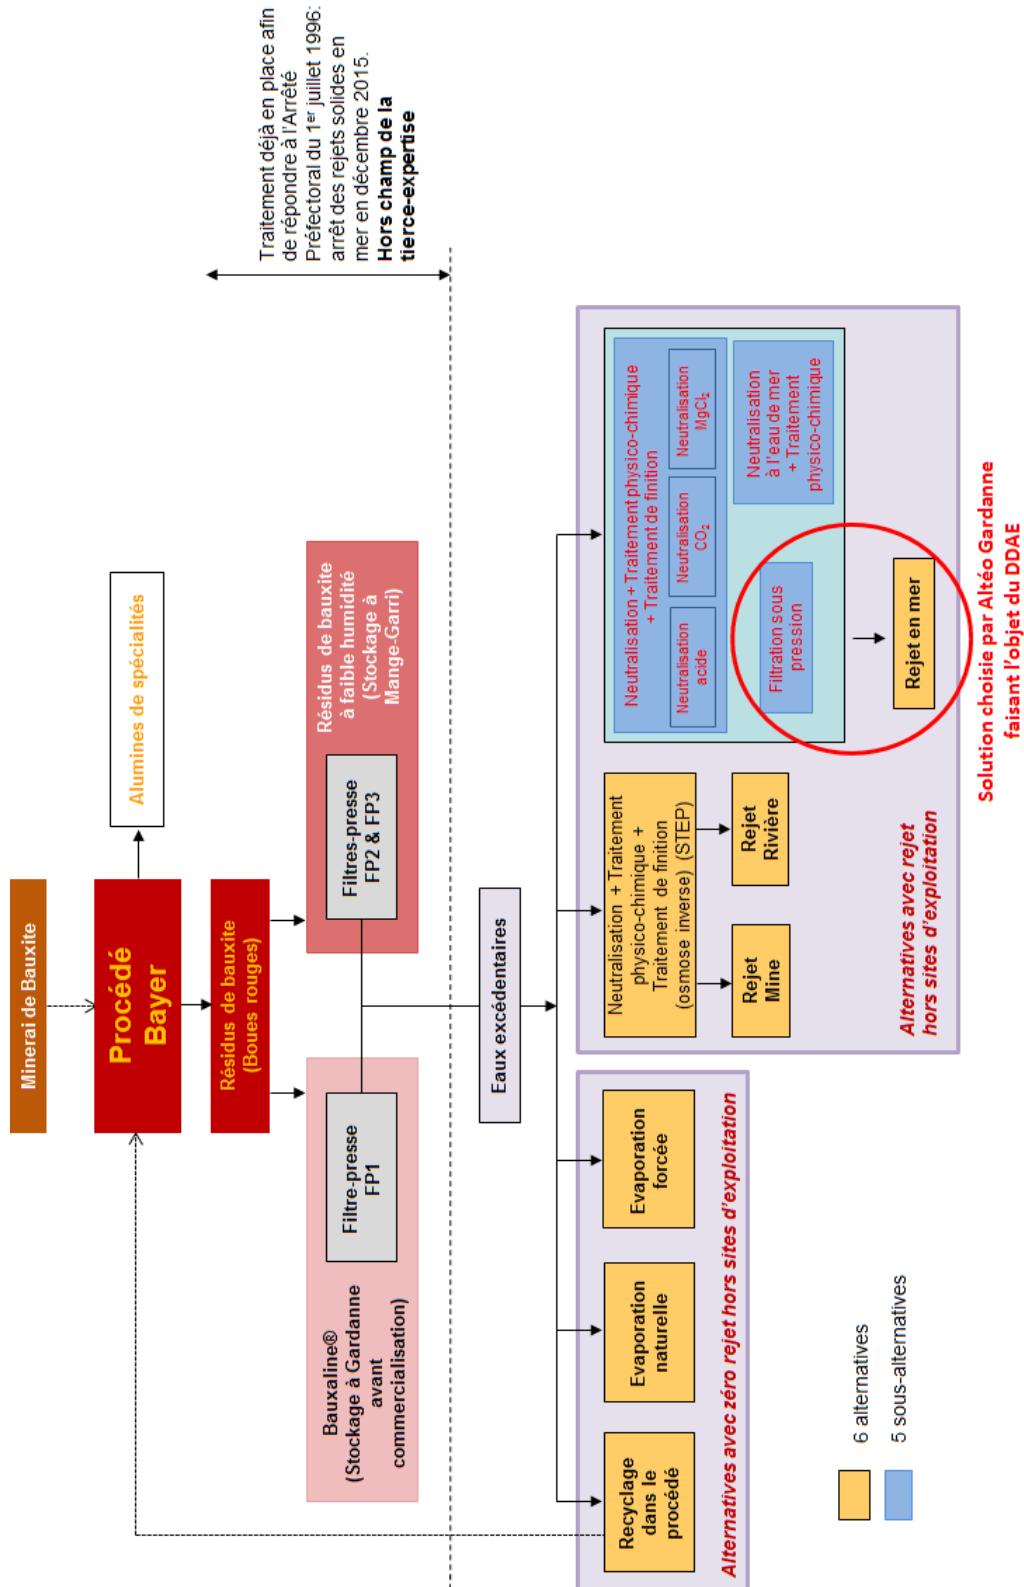 Minerai de Bauxite
Procédé
Bayer
Alumines de spécialités
Résidus de bauxite
(Boues rouges)
Traitement déjà en place afin
de répondre à l'Arrêté
Préfectoral du 1er juillet 1996:
arrêt des rejets solides en
mer en décembre 2015.
Hors champ de la
tierce-expertise
Bauxaline®
(Stockage à Gardanne
avant
commercialisation)
Filtre-presse
FP1
Filtres-presse
FP2 & FP3
Résidus de bauxite
à faible humidité
(Stockage à
Mange-Garri)
Eaux excédentaires
Recyclage
dans le
procédé
Evaporation
naturelle
Evaporation
forcée
Alternatives avec zéro rejet hors sites d'exploitation
Neutralisation + Traitement
physico-chimique +
Traitement de finition
(osmose inverse) (STEP)
Rejet
Mine
Rejet
Rivière
Alternatives avec rejet
hors sites d'exploitation
Neutralisation + Traitement physico-chimique
+ Traitement de finition
Neutralisation
acide
Neutralisation
CO₂
Neutralisation
MgCl₂
Filtration sous
pression
Neutralisation
à l'eau de mer
+ Traitement
physico-chimique
Rejet en mer
Solution choisie par Altéo Gardanne
faisant l'objet du DDAE
6 alternatives
5 sous-alternatives